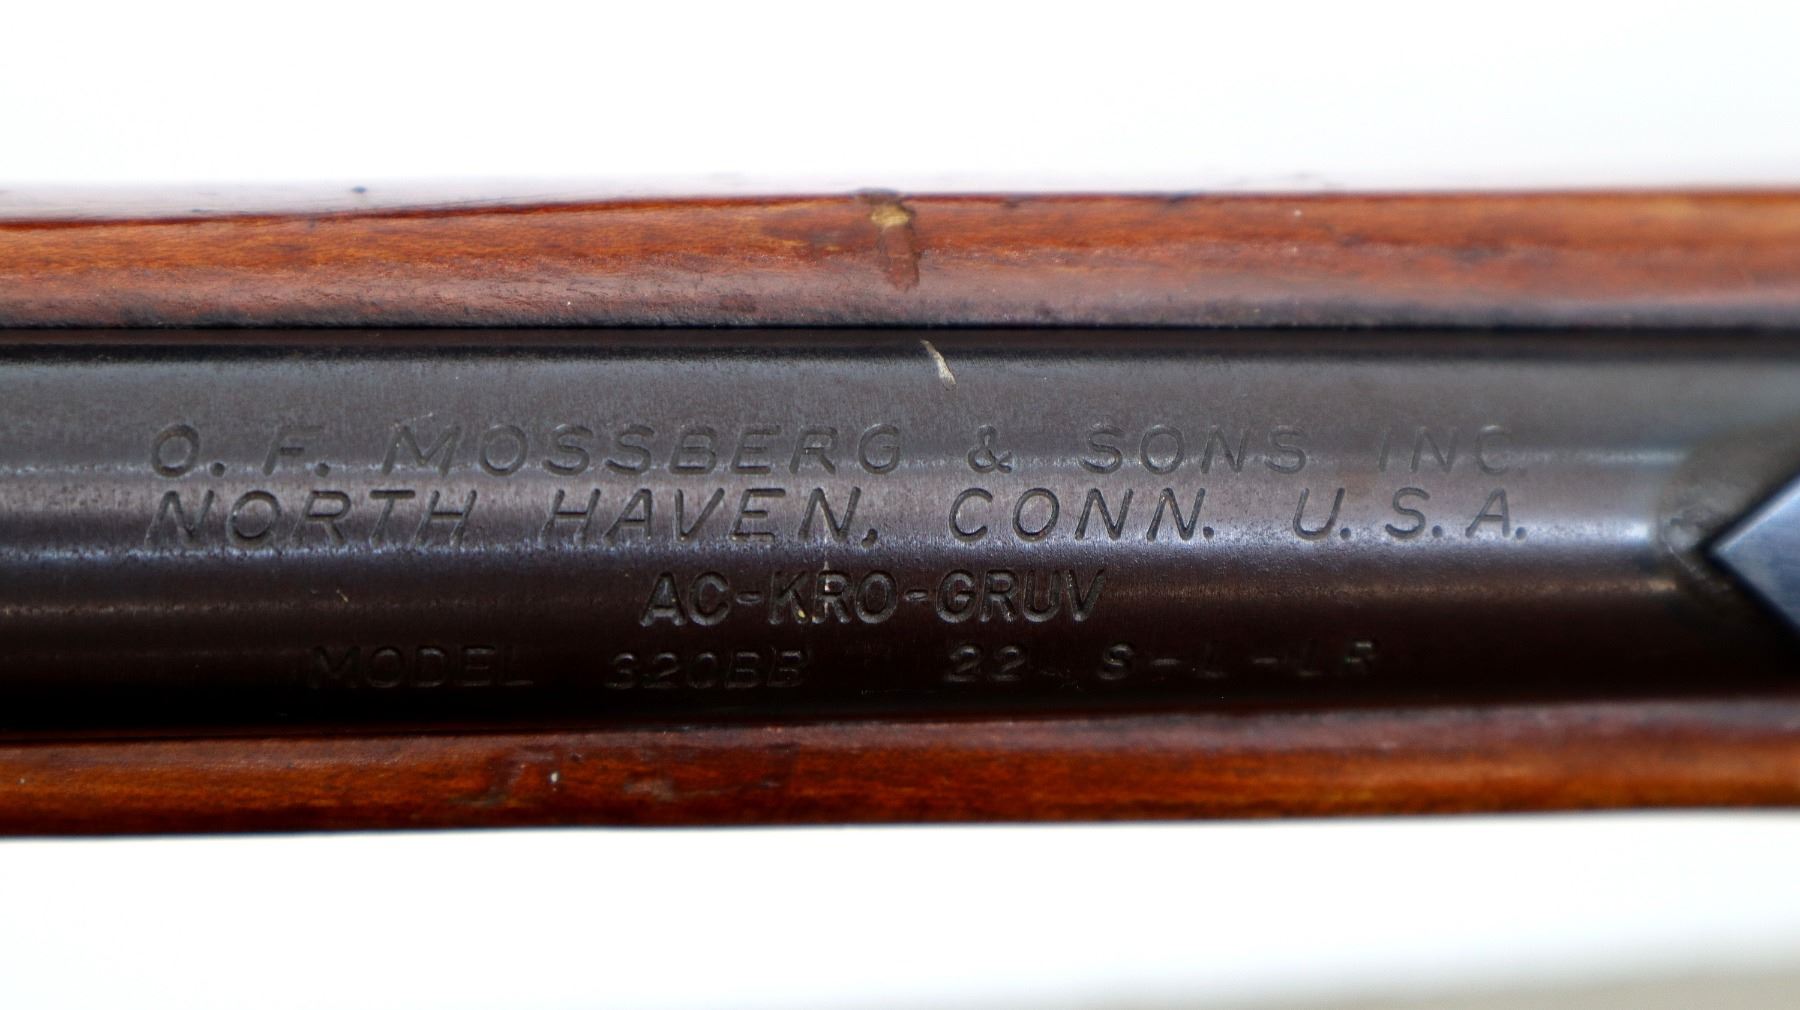 O. F. MOSSBERG & SONS INC.
NORTH HAVEN, CONN. U.S.A.
AC-KRO-GRUV
MODEL 320BB 22 S-L-LR